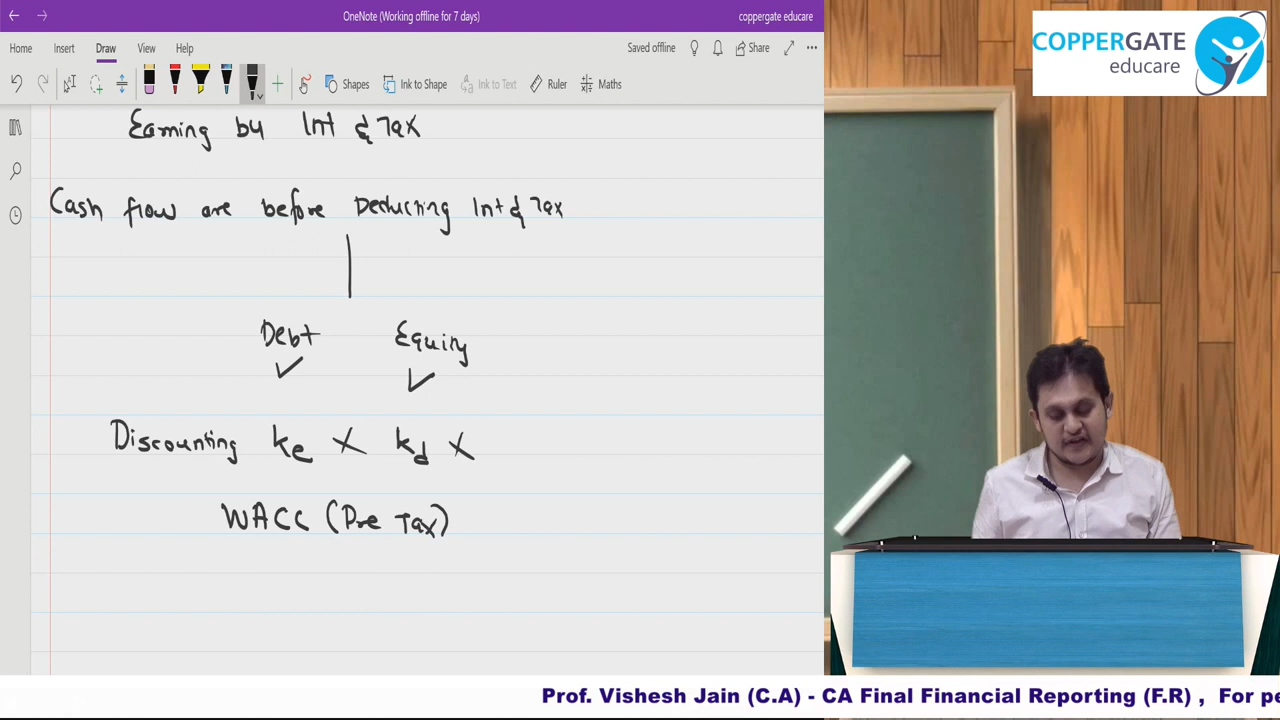 OneNote (Working offline for 7 days)
coppergate educare
Home Insert Draw View Help
Saved offline
Share
Shapes
Ink to Shape
Ink to Text
Ruler
Maths
COPPERGATE
educare
Earning by Int & Tax
Cash flow are before Deducting Int & Tax
Debt Equity
Discounting ke X kd X
WACC (Pre Tax)
Prof. Vishesh Jain (C.A) - CA Final Financial Reporting (F.R) , For pe